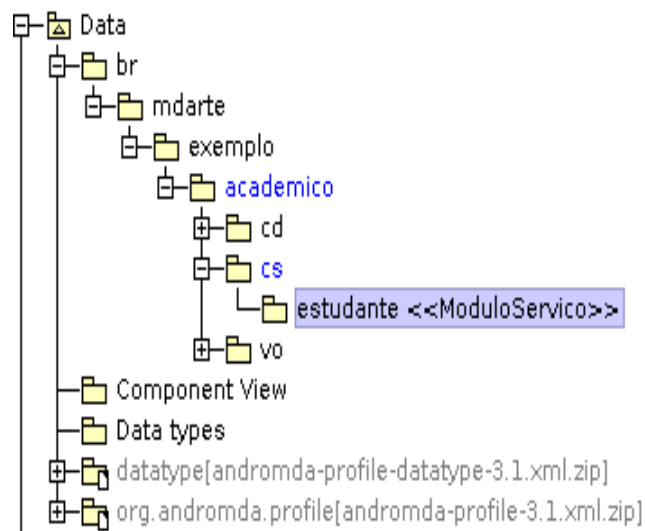 Data
br
mdarte
exemplo
academico
cd
cs
estudante <<ModuloServico>>
vo
Component View
Data types
datatype[andromda-profile-datatype-3.1.xml.zip]
org.andromda.profile[andromda-profile-3.1.xml.zip]